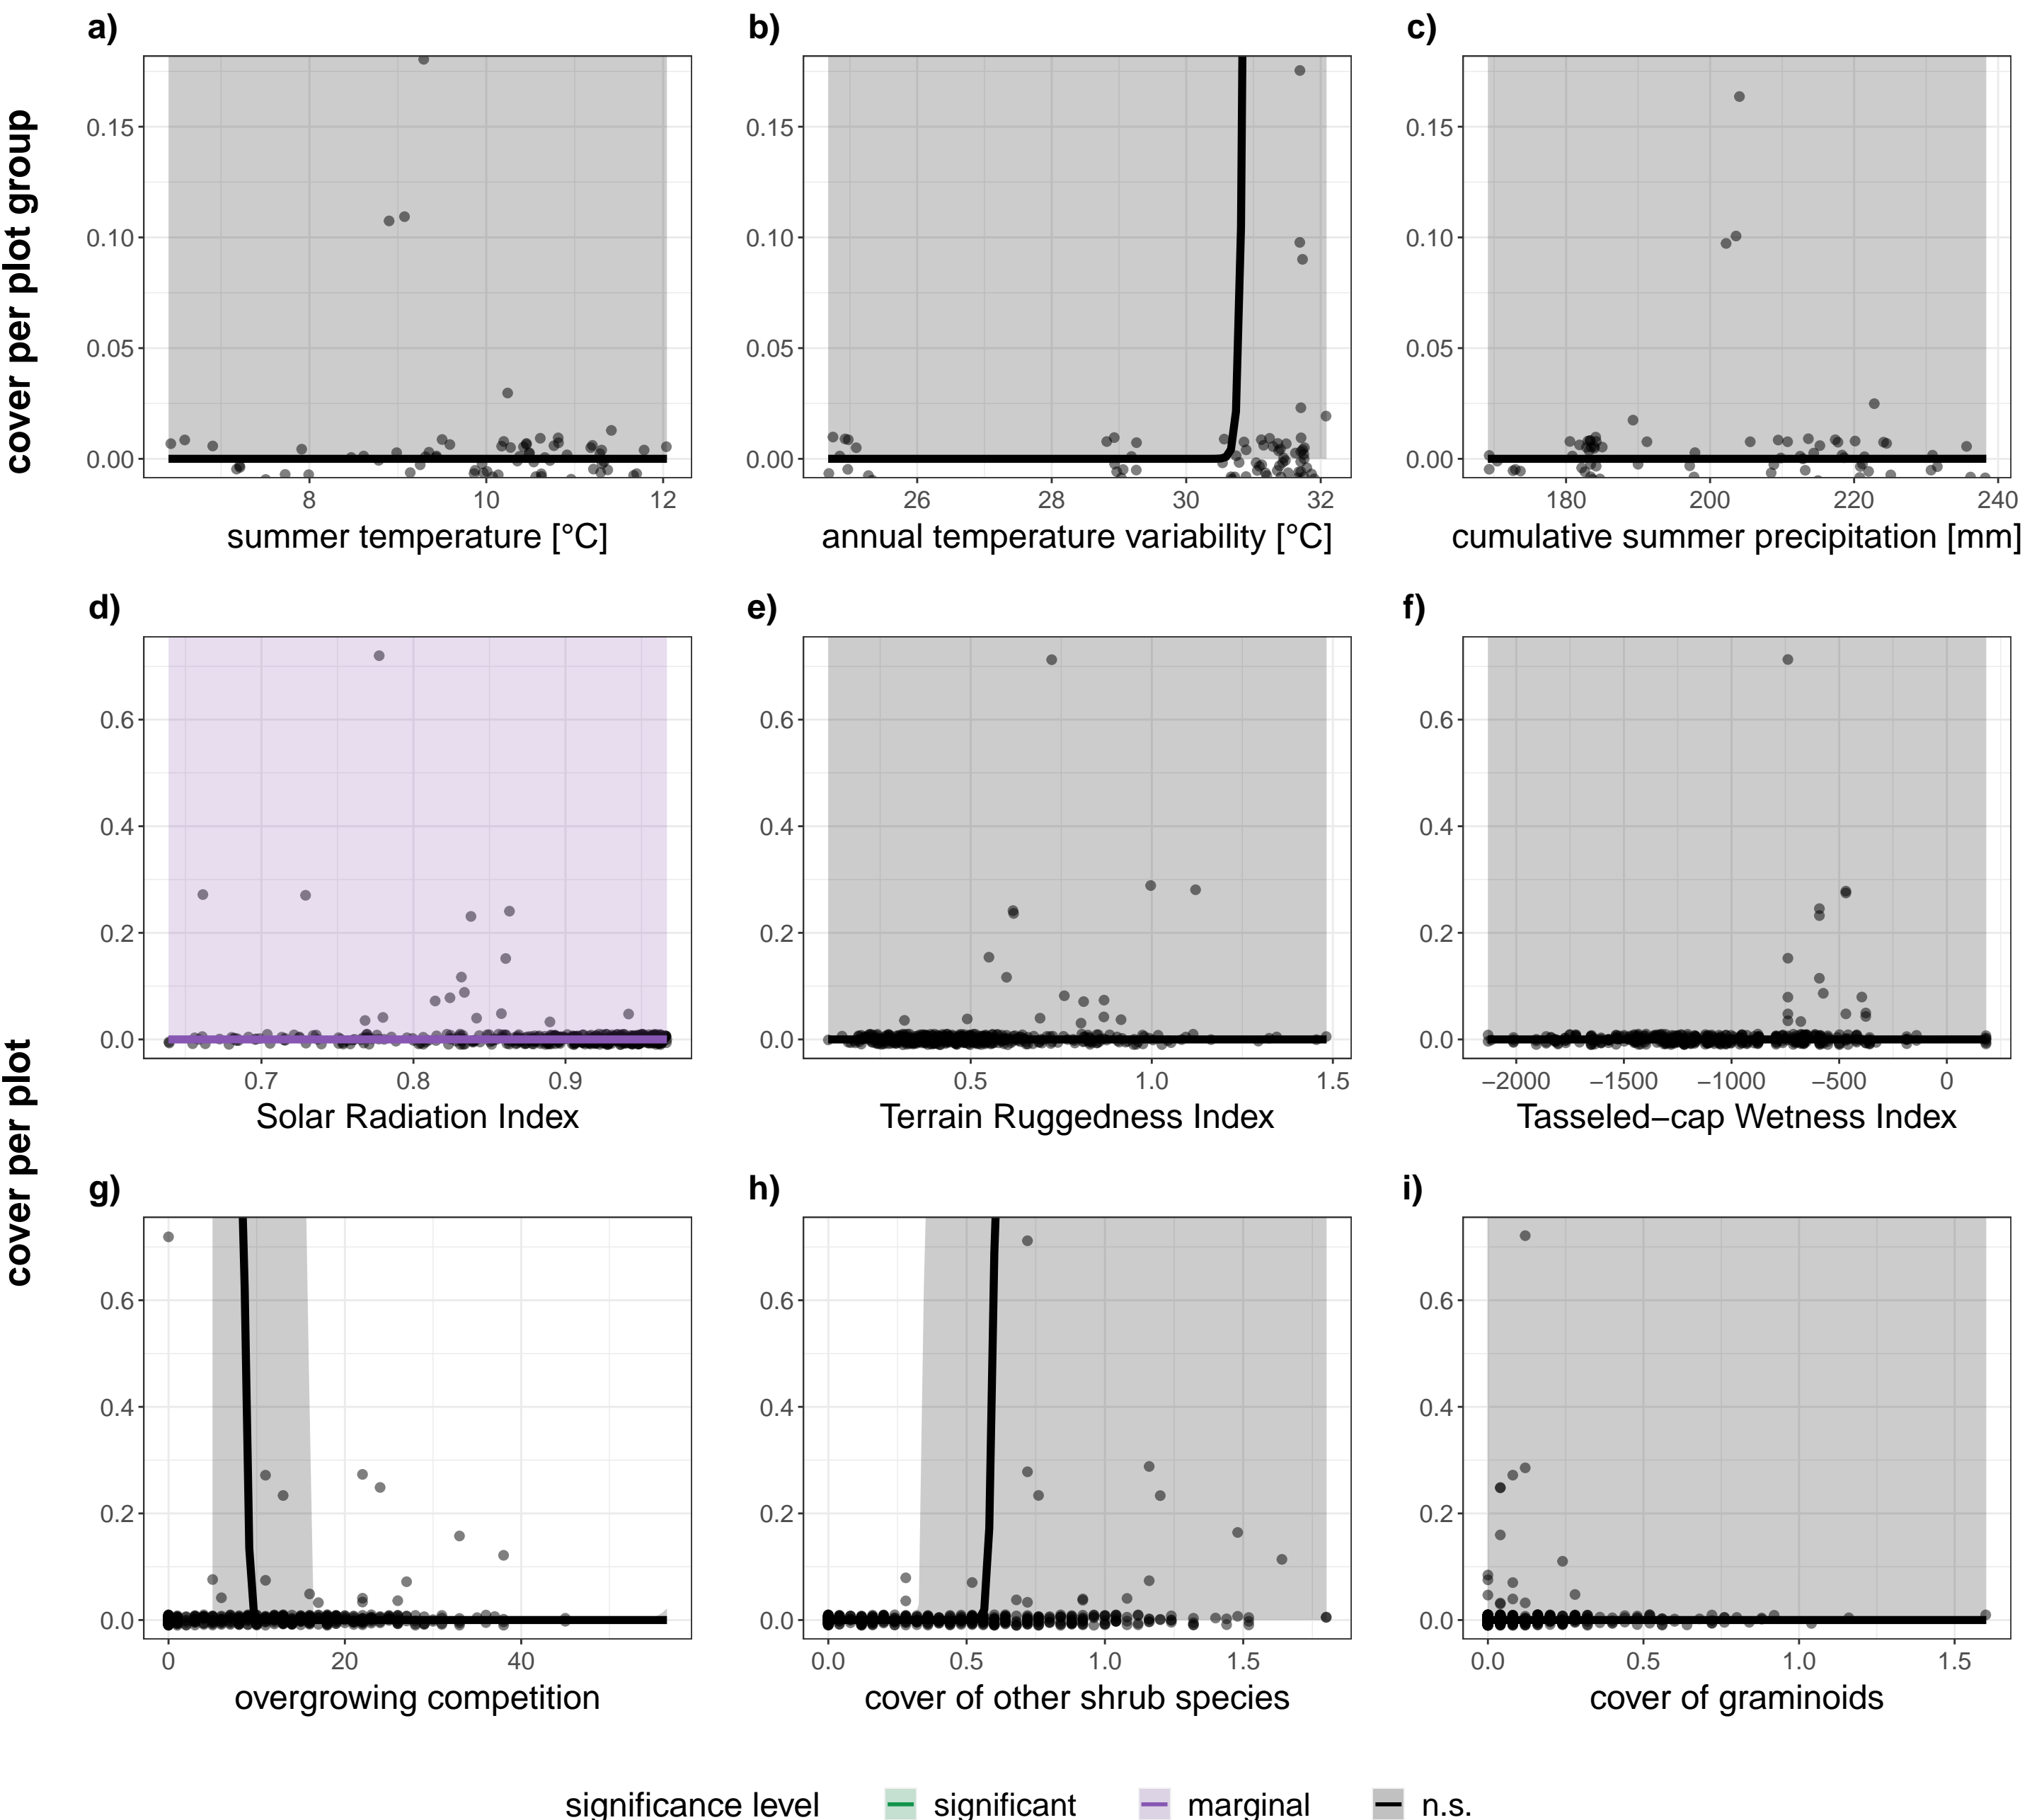 a)
b)
c)
cover per plot group
0.15
0.10
0.05
0.00
8 10 12
summer temperature [°C]
0.15
0.10
0.05
0.00
26 28 30 32
annual temperature variability [°C]
0.15
0.10
0.05
0.00
180 200 220 240
cumulative summer precipitation [mm]
d)
e)
f)
cover per plot
0.6
0.4
0.2
0.0
0.7 0.8 0.9
Solar Radiation Index
0.6
0.4
0.2
0.0
0.5 1.0 1.5
Terrain Ruggedness Index
0.6
0.4
0.2
0.0
−2000 −1500 −1000 −500 0
Tasseled−cap Wetness Index
g)
h)
i)
0.6
0.4
0.2
0.0
0 20 40
overgrowing competition
0.6
0.4
0.2
0.0
0.0 0.5 1.0 1.5
cover of other shrub species
0.6
0.4
0.2
0.0
0.0 0.5 1.0 1.5
cover of graminoids
significance level significant marginal n.s.